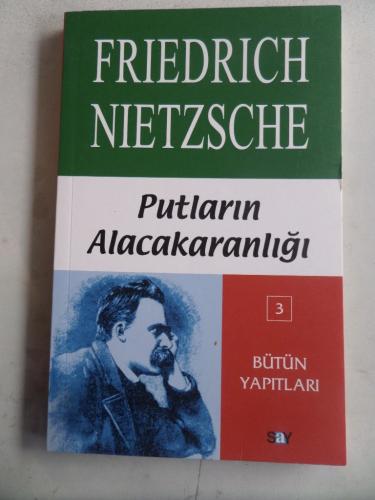 FRIEDRICH
NIETZSCHE
Putların
Alacakaranlığı
3
BÜTÜN
YAPITLARI
say